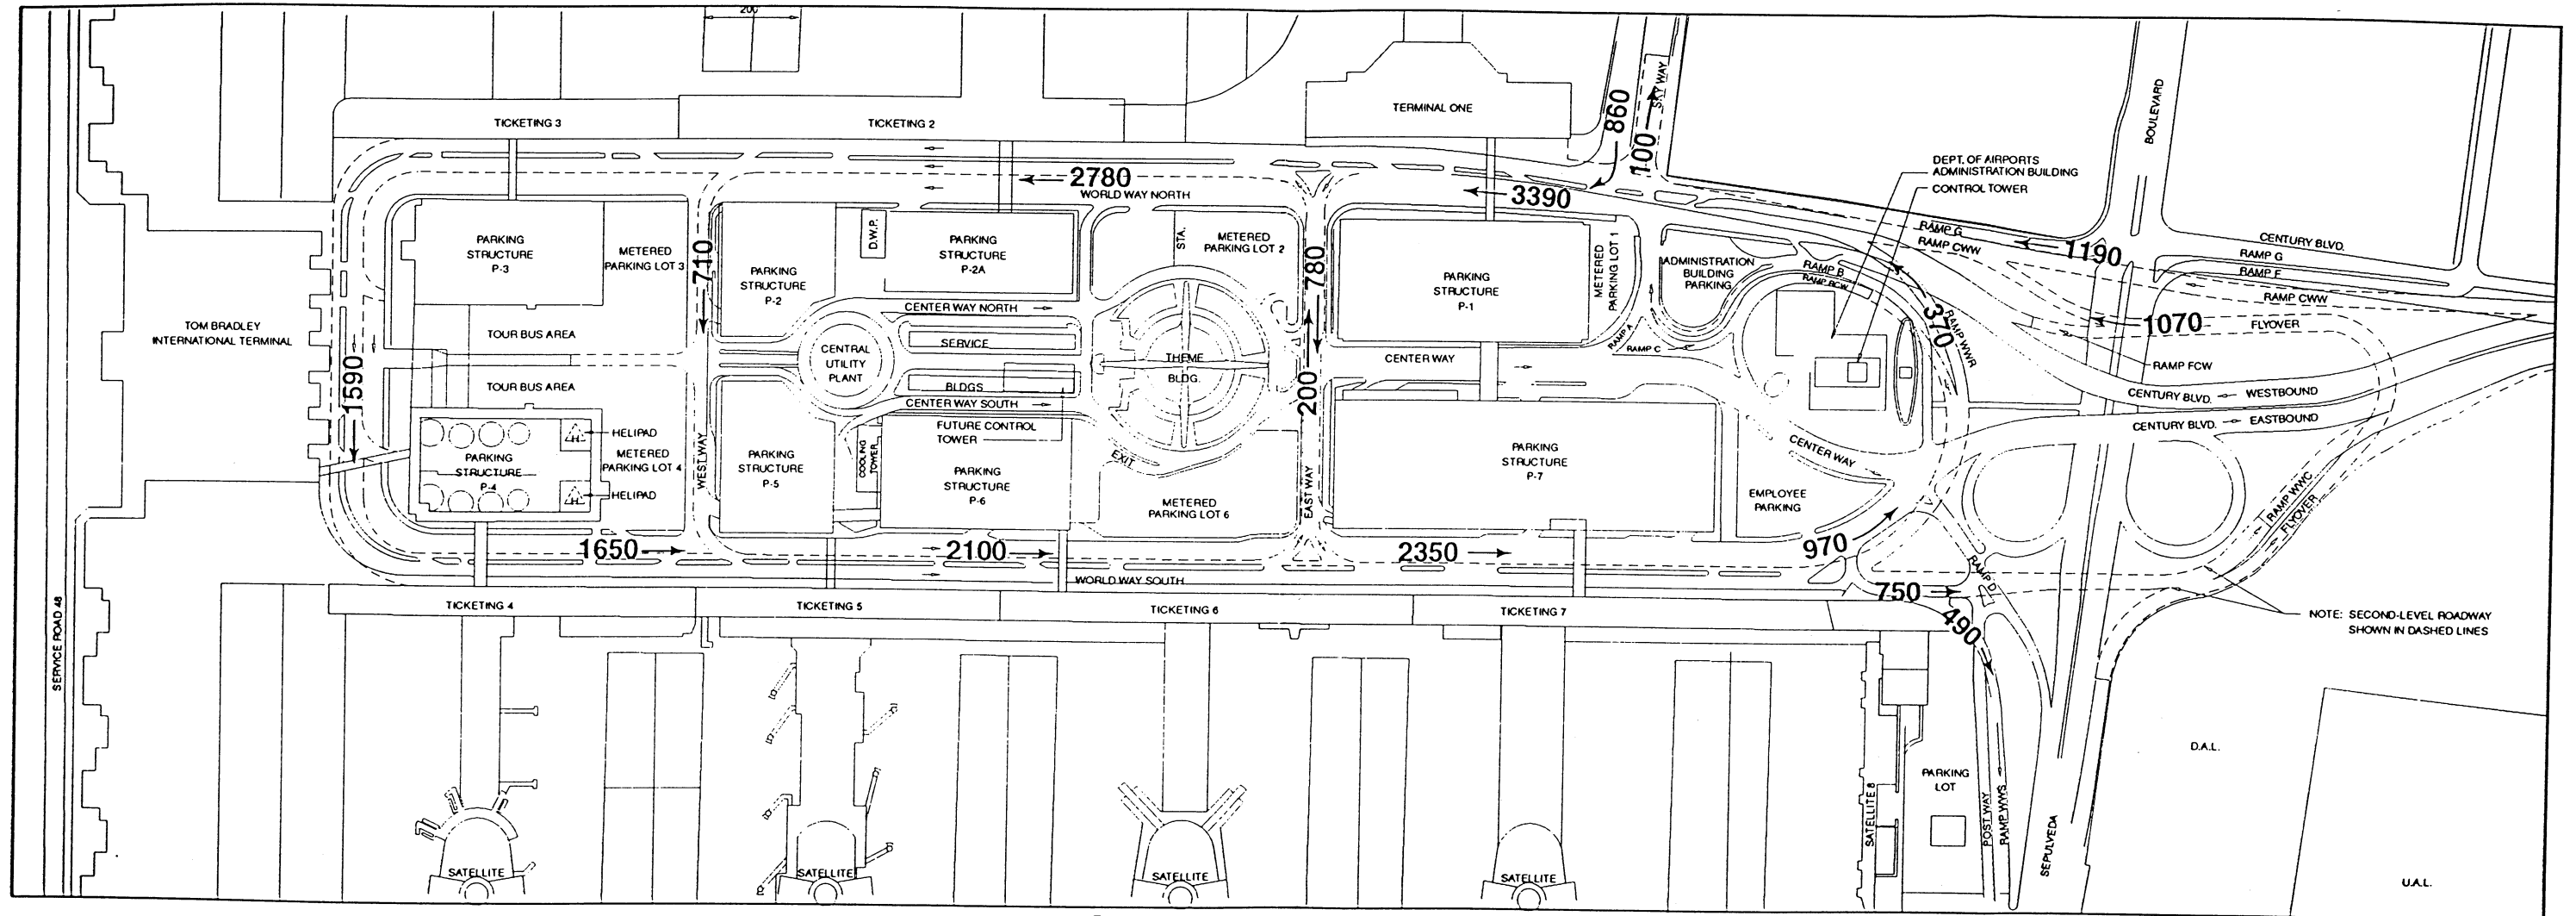 200'
TICKETING 3
TICKETING 2
TERMINAL ONE
860
100
SKY WAY
BOULEVARD
DEPT. OF AIRPORTS
ADMINISTRATION BUILDING
CONTROL TOWER
2780
WORLD WAY NORTH
3390
PARKING
STRUCTURE
P-3
METERED
PARKING LOT 3
710
PARKING
STRUCTURE
P-2
D.W.P.
PARKING
STRUCTURE
P-2A
STA.
METERED
PARKING LOT 2
780
PARKING
STRUCTURE
P-1
METERED
PARKING LOT 1
ADMINISTRATION
BUILDING
PARKING
RAMP B
RAMP RCW
RAMP G
RAMP CWW
1190
CENTURY BLVD.
RAMP G
RAMP F
RAMP CWW
TOM BRADLEY
INTERNATIONAL TERMINAL
TOUR BUS AREA
TOUR BUS AREA
CENTER WAY NORTH
SERVICE
CENTRAL
UTILITY
PLANT
BLDGS
CENTER WAY SOUTH
THEME
BLDG.
CENTER WAY
RAMP A
RAMP C
370
RAMP WWR
1070
FLYOVER
RAMP FCW
CENTURY BLVD.
WESTBOUND
CENTURY BLVD.
EASTBOUND
1590
200
PARKING
STRUCTURE
P-4
HELIPAD
H
METERED
PARKING LOT 4
HELIPAD
H
WEST WAY
PARKING
STRUCTURE
P-5
COOLING
TOWER
FUTURE CONTROL
TOWER
PARKING
STRUCTURE
P-6
EXIT
METERED
PARKING LOT 6
EAST WAY
PARKING
STRUCTURE
P-7
CENTER WAY
EMPLOYEE
PARKING
RAMP WWC
FLYOVER
1650
2100
2350
970
WORLD WAY SOUTH
RAMP D
750
490
TICKETING 4
TICKETING 5
TICKETING 6
TICKETING 7
NOTE: SECOND-LEVEL ROADWAY
SHOWN IN DASHED LINES
SERVICE ROAD 48
SATELLITE
SATELLITE
SATELLITE
SATELLITE
SATELLITE 8
PARKING
LOT
POST WAY
RAMP WWS
SEPULVEDA
D.A.L.
U.A.L.